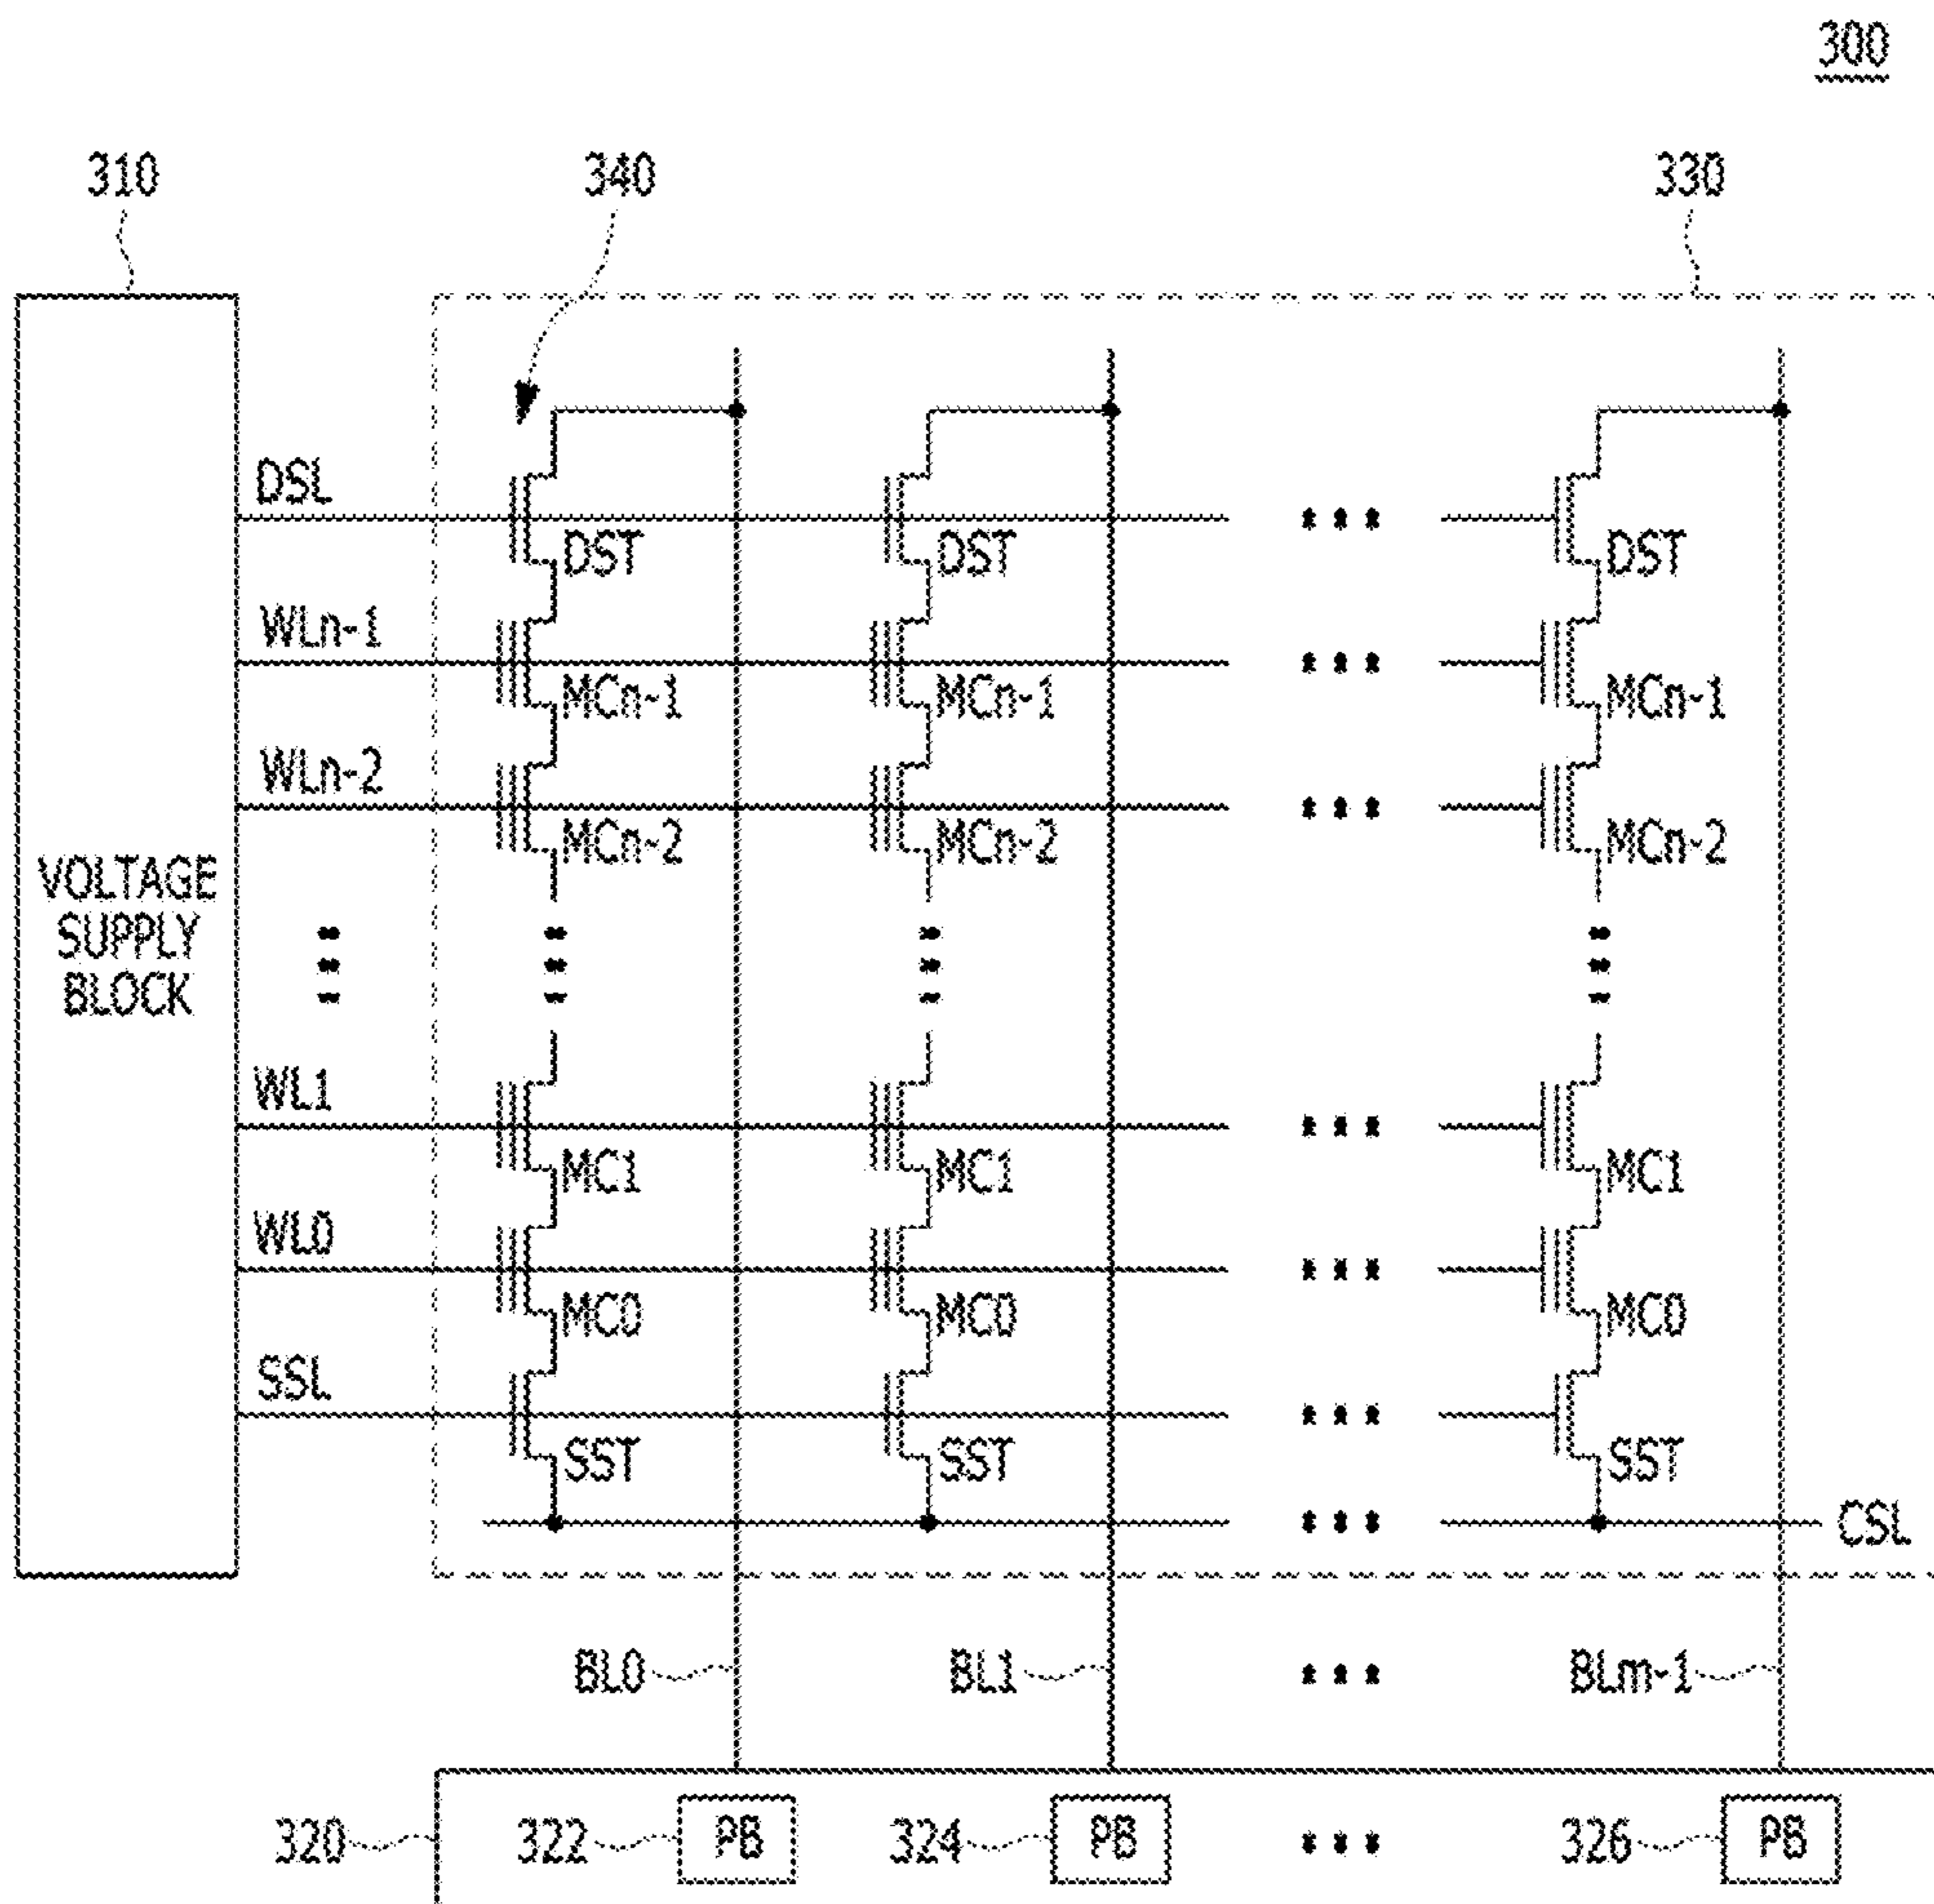 300
310 340 330
DSL
DST DST DST
WLn-1
MCn-1 MCn-1 MCn-1
WLn-2
MCn-2 MCn-2 MCn-2
VOLTAGE
SUPPLY
BLOCK
WL1
MC1 MC1 MC1
WL0
MC0 MC0 MC0
SSL
SST SST SST
CSL
BL0 BL1 BLm-1
320 322 PB 324 PB 326 PB